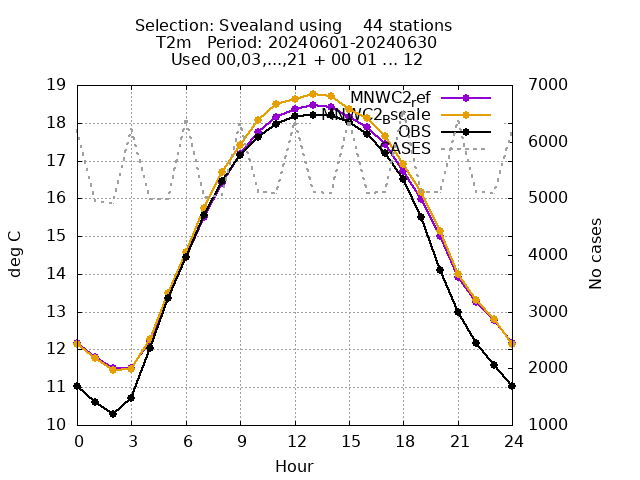 Selection: Svealand using    44 stations
T2m   Period: 20240601-20240630
Used 00,03,...,21 + 00 01 ... 12
19
18
17
16
15
14
13
12
11
10
deg C
MNWC2ref
MNWC2Bscale
OBS
CASES
7000
6000
5000
4000
3000
2000
1000
No cases
0 3 6 9 12 15 18 21 24
Hour